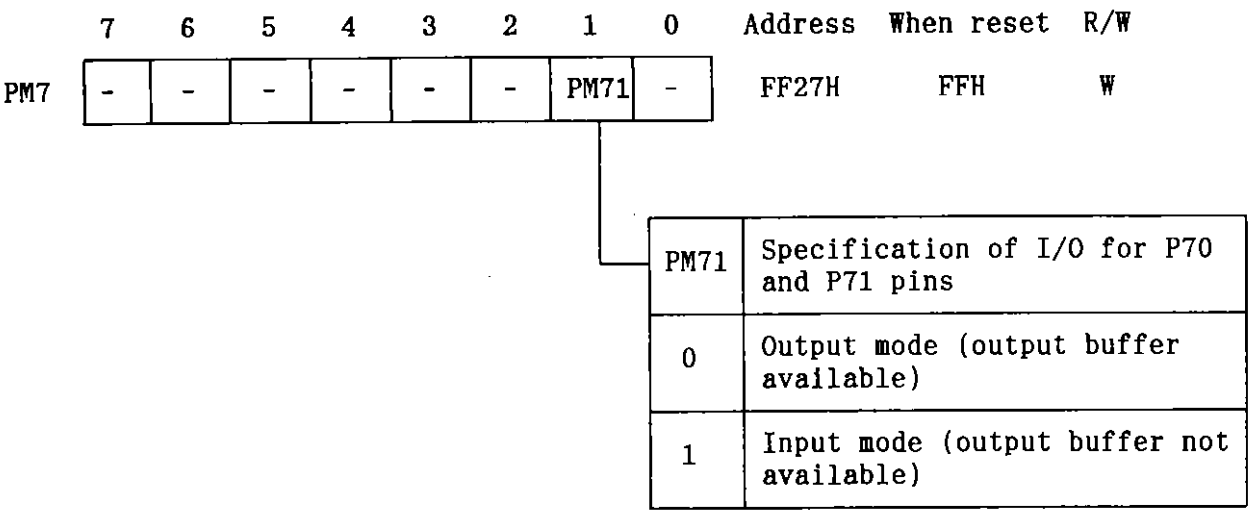 7 6 5 4 3 2 1 0 Address When reset R/W
PM7 - - - - - - PM71 - FF27H FFH W
PM71 Specification of I/O for P70
and P71 pins
0 Output mode (output buffer
available)
1 Input mode (output buffer not
available)